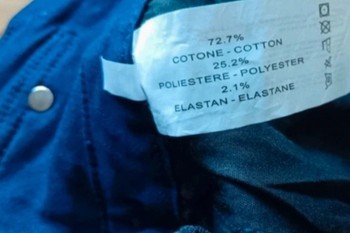 72.7%
COTONE - COTTON
25.2%
POLIESTERE - POLYESTER
2.1%
ELASTAN - ELASTANE